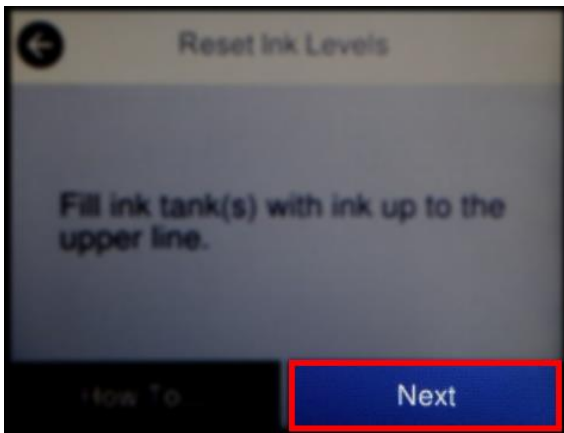 Reset Ink Levels
Fill ink tank(s) with ink up to the
upper line.
How To...
Next